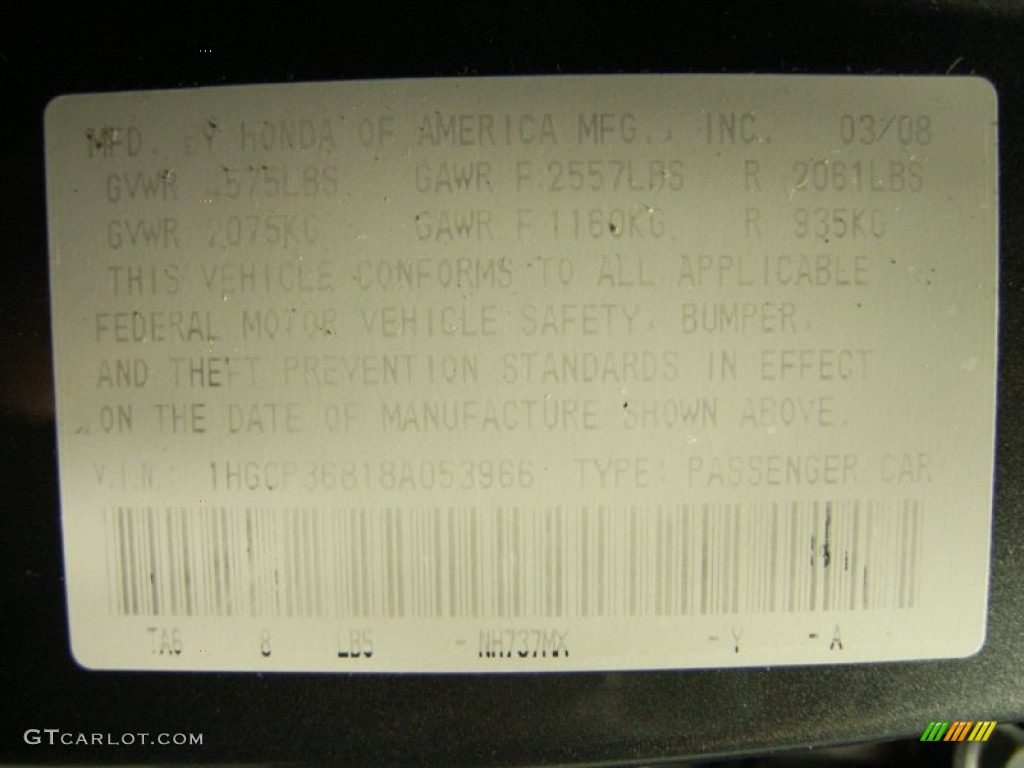 MFD. BY HONDA OF AMERICA MFG., INC. 03/08
GVWR 4575LBS GAWR F 2557LBS R 2061LBS
GVWR 2075KG GAWR F 1160KG R 935KG
THIS VEHICLE CONFORMS TO ALL APPLICABLE
FEDERAL MOTOR VEHICLE SAFETY, BUMPER,
AND THEFT PREVENTION STANDARDS IN EFFECT
ON THE DATE OF MANUFACTURE SHOWN ABOVE.
V.I.N.: 1HGCP36818A053966 TYPE: PASSENGER CAR
TA6 8 LB5 - NH737MX - Y - A
GTCARLOT.COM